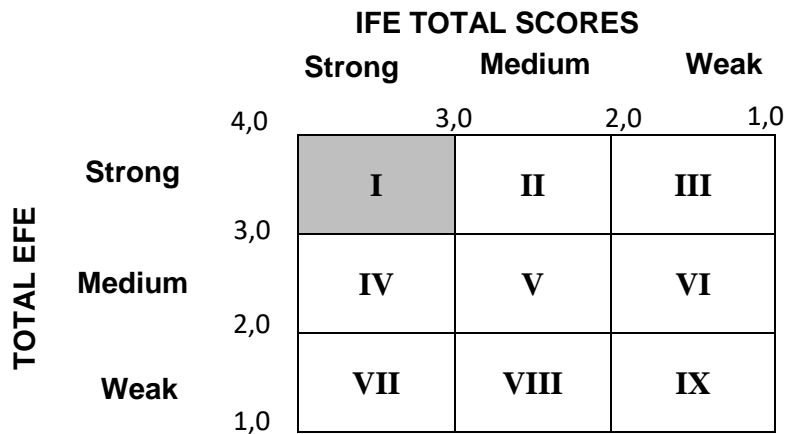 IFE TOTAL SCORES
Strong Medium Weak
4,0 3,0 2,0 1,0
Strong I II III
3,0
TOTAL EFE
Medium IV V VI
2,0
Weak VII VIII IX
1,0